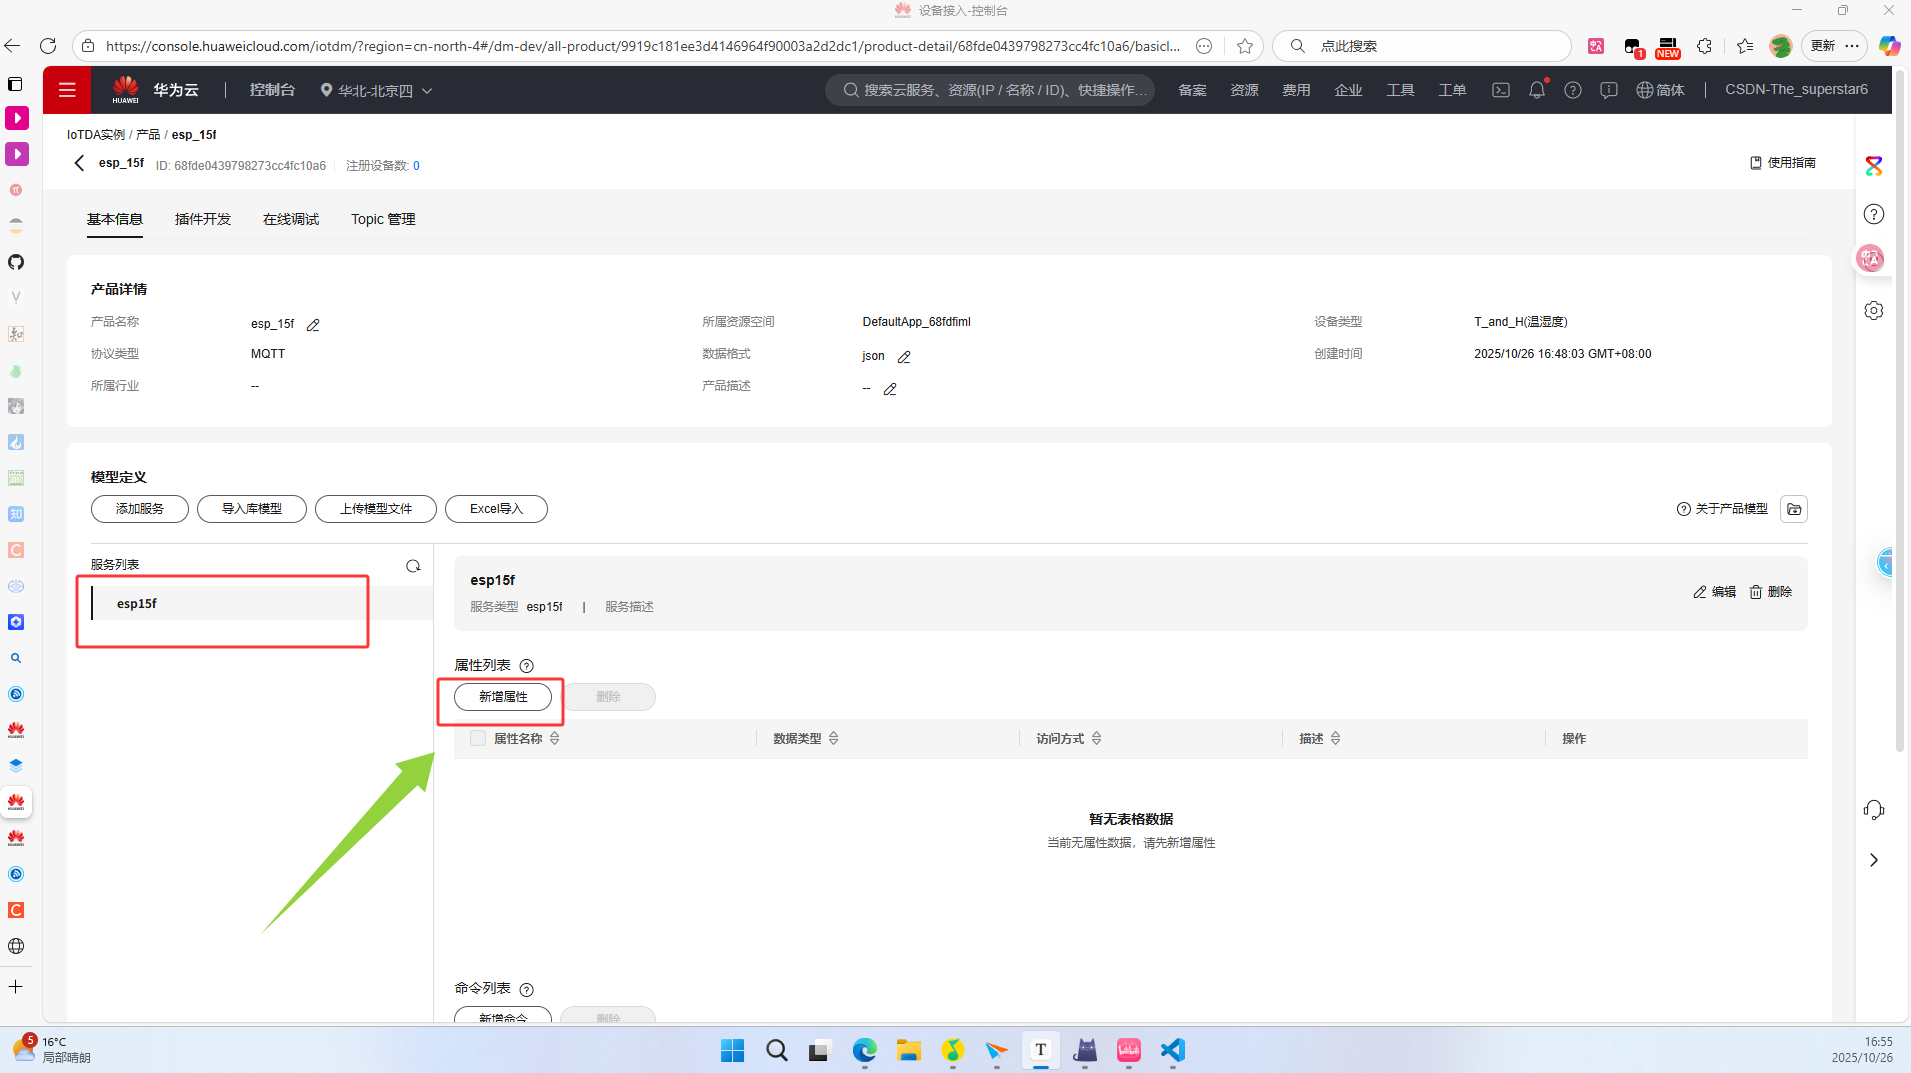 设备接入-控制台
https://console.huaweicloud.com/iotdm/?region=cn-north-4#/dm-dev/all-product/9919c181ee3d4146964f90003a2d2dc1/product-detail/68fde0439798273cc4fc10a6/basicI...
点此搜索
1
NEW
更新
HUAWEI
华为云
控制台
华北-北京四
搜索云服务、资源(IP / 名称 / ID)、快捷操作...
备案
资源
费用
企业
工具
工单
简体
CSDN-The_superstar6
IoTDA实例 / 产品 / esp_15f
esp_15f
ID: 68fde0439798273cc4fc10a6
注册设备数: 0
使用指南
基本信息
插件开发
在线调试
Topic 管理
产品详情
产品名称
esp_15f
所属资源空间
DefaultApp_68fdfiml
设备类型
T_and_H(温湿度)
协议类型
MQTT
数据格式
json
创建时间
2025/10/26 16:48:03 GMT+08:00
所属行业
--
产品描述
--
模型定义
添加服务
导入库模型
上传模型文件
Excel导入
关于产品模型
服务列表
esp15f
esp15f
服务类型 esp15f | 服务描述
编辑
删除
属性列表
新增属性
删除
属性名称
数据类型
访问方式
描述
操作
暂无表格数据
当前无属性数据，请先新增属性
命令列表
新增命令
删除
5
16°C
局部晴朗
16:55
2025/10/26